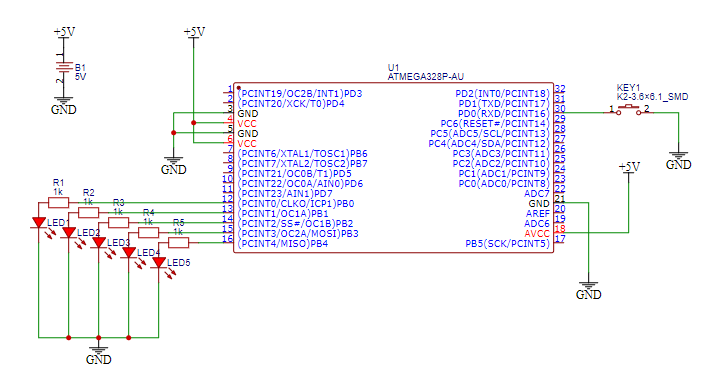 +5V
+5V
1
B1
5V
2
GND
U1
ATMEGA328P-AU
1 (PCINT19/OC2B/INT1)PD3
2 (PCINT20/XCK/T0)PD4
3 GND
4 VCC
5 GND
6 VCC
7 (PCINT6/XTAL1/TOSC1)PB6
8 (PCINT7/XTAL2/TOSC2)PB7
9 (PCINT21/OC0B/T1)PD5
10 (PCINT22/OC0A/AIN0)PD6
11 (PCINT23/AIN1)PD7
12 (PCINT0/CLKO/ICP1)PB0
13 (PCINT1/OC1A)PB1
14 (PCINT2/SS#/OC1B)PB2
15 (PCINT3/OC2A/MOSI)PB3
16 (PCINT4/MISO)PB4
PD2(INT0/PCINT18) 32
PD1(TXD/PCINT17) 31
PD0(RXD/PCINT16) 30
PC6(RESET#/PCINT14) 29
PC5(ADC5/SCL/PCINT13) 28
PC4(ADC4/SDA/PCINT12) 27
PC3(ADC3/PCINT11) 26
PC2(ADC2/PCINT10) 25
PC1(ADC1/PCINT9) 24
PC0(ADC0/PCINT8) 23
ADC7 22
GND 21
AREF 20
ADC6 19
AVCC 18
PB5(SCK/PCINT5) 17
KEY1
K2-3.6×6.1_SMD
1 2
GND
GND
+5V
GND
R1
1k
R2
1k
R3
1k
R4
1k
R5
1k
LED1
LED2
LED3
LED4
LED5
GND